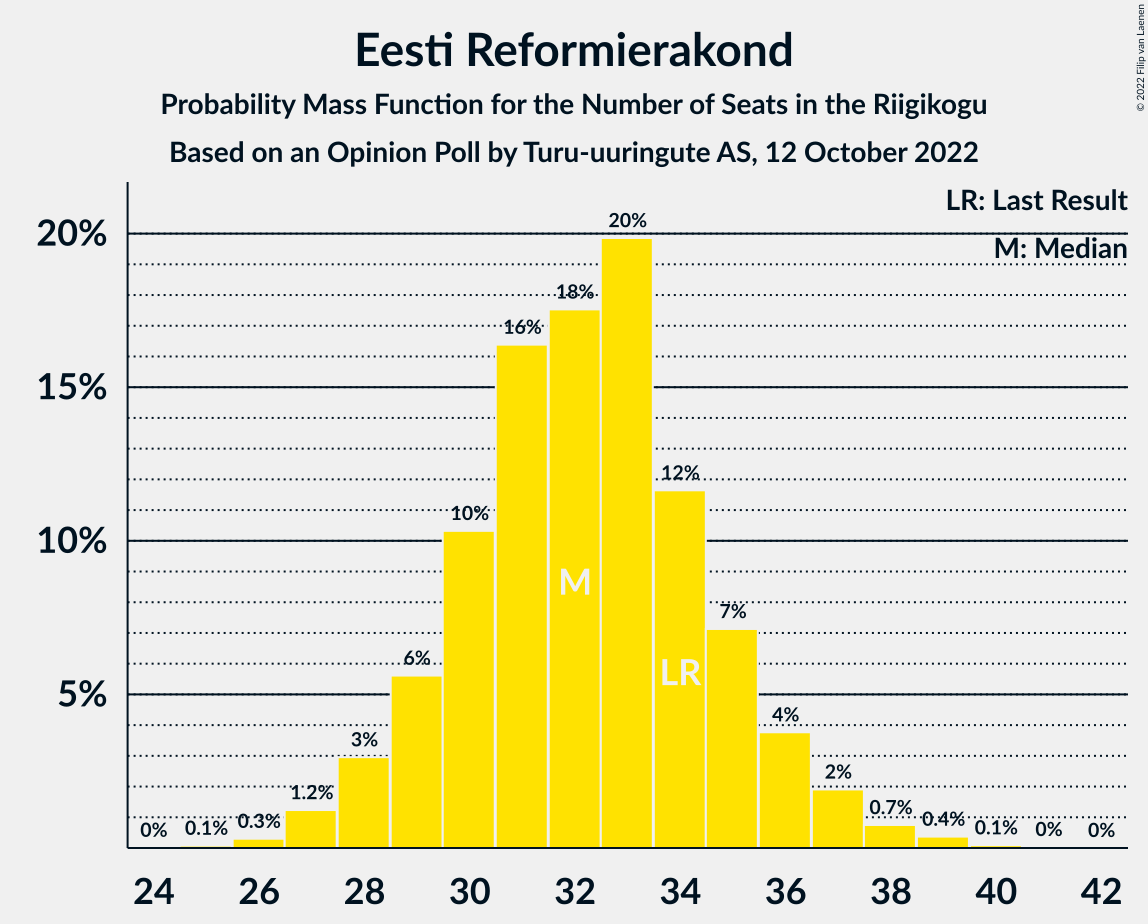 Eesti Reformierakond
Probability Mass Function for the Number of Seats in the Riigikogu
Based on an Opinion Poll by Turu-uuringute AS, 12 October 2022
© 2022 Filip van Laenen
LR: Last Result
M: Median
20%
15%
10%
5%
0%
0.1%
0.3%
1.2%
3%
6%
10%
16%
18%
20%
12%
7%
4%
2%
0.7%
0.4%
0.1%
0%
0%
M
LR
24 26 28 30 32 34 36 38 40 42